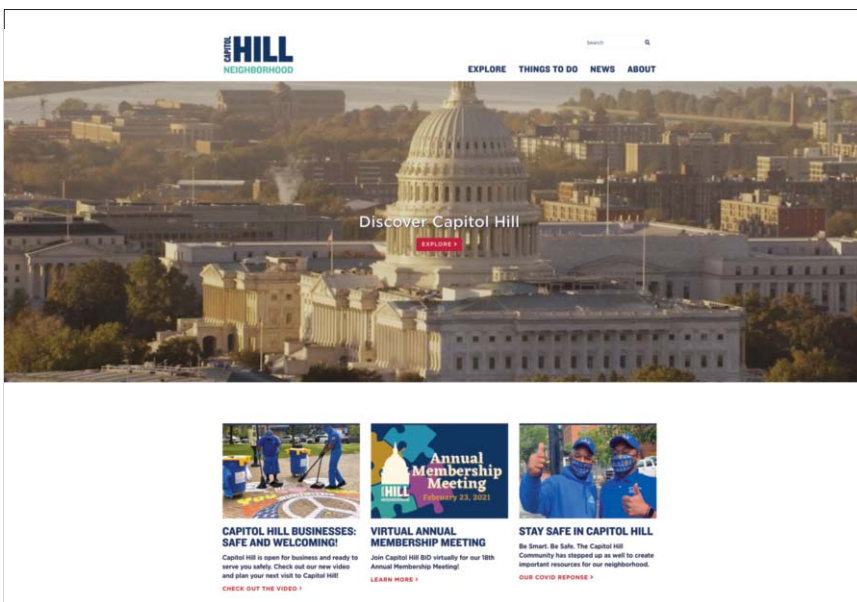 CAPITOL
HILL
NEIGHBORHOOD
Search
EXPLORE THINGS TO DO NEWS ABOUT
Discover Capitol Hill
EXPLORE >
YOU
Annual
Membership
Meeting
February 23, 2021
HILL
CAPITOL HILL BUSINESSES:
SAFE AND WELCOMING!
Capitol Hill is open for business and ready to
serve you safely. Check out our new video
and plan your next visit to Capitol Hill!
CHECK OUT THE VIDEO >
VIRTUAL ANNUAL
MEMBERSHIP MEETING
Join Capitol Hill BID virtually for our 18th
Annual Membership Meeting!
LEARN MORE >
STAY SAFE IN CAPITOL HILL
Be Smart. Be Safe. The Capitol Hill
Community has stepped up as well to create
important resources for our neighborhood.
OUR COVID REPONSE >